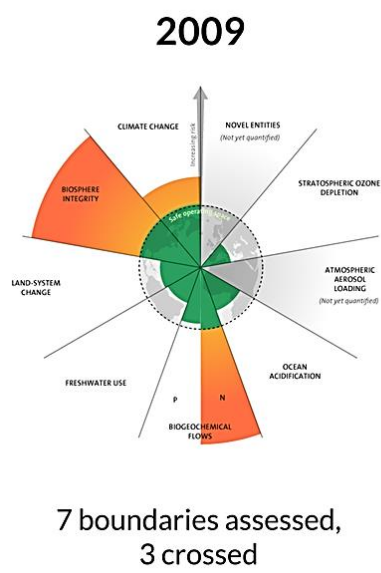 2009
CLIMATE CHANGE
Increasing risk
NOVEL ENTITIES
(Not yet quantified)
STRATOSPHERIC OZONE
DEPLETION
BIOSPHERE
INTEGRITY
Safe operating space
LAND-SYSTEM
CHANGE
ATMOSPHERIC
AEROSOL
LOADING
(Not yet quantified)
FRESHWATER USE
OCEAN
ACIDIFICATION
P
N
BIOGEOCHEMICAL
FLOWS
7 boundaries assessed,
3 crossed